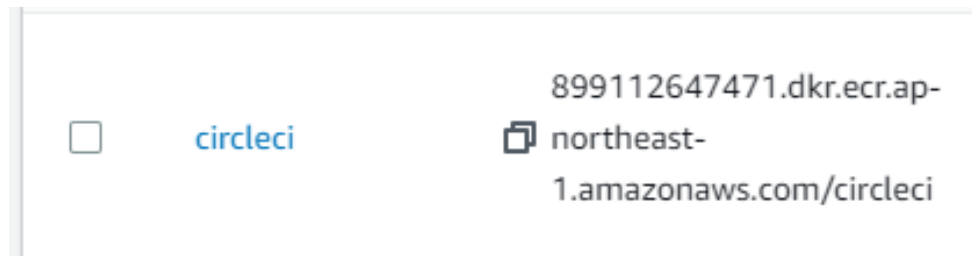 circleci
899112647471.dkr.ecr.ap-
northeast-
1.amazonaws.com/circleci